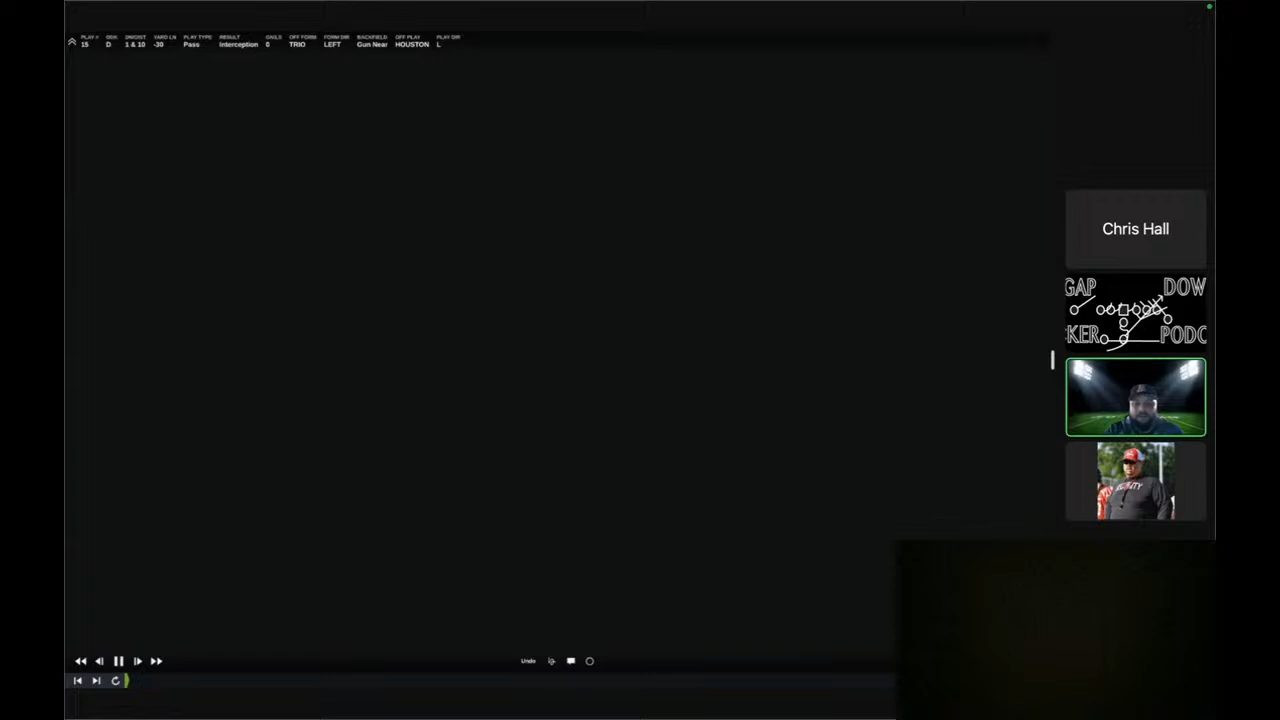 PLAY # ODK DN/DIST YARD LN PLAY TYPE RESULT GN/LS OFF FORM FORM DIR BACKFIELD OFF PLAY PLAY DIR
15 D 1 & 10 -30 Pass Interception 0 TRIO LEFT Gun Near HOUSTON L
Chris Hall
GAP DOW
KER PODC
Undo